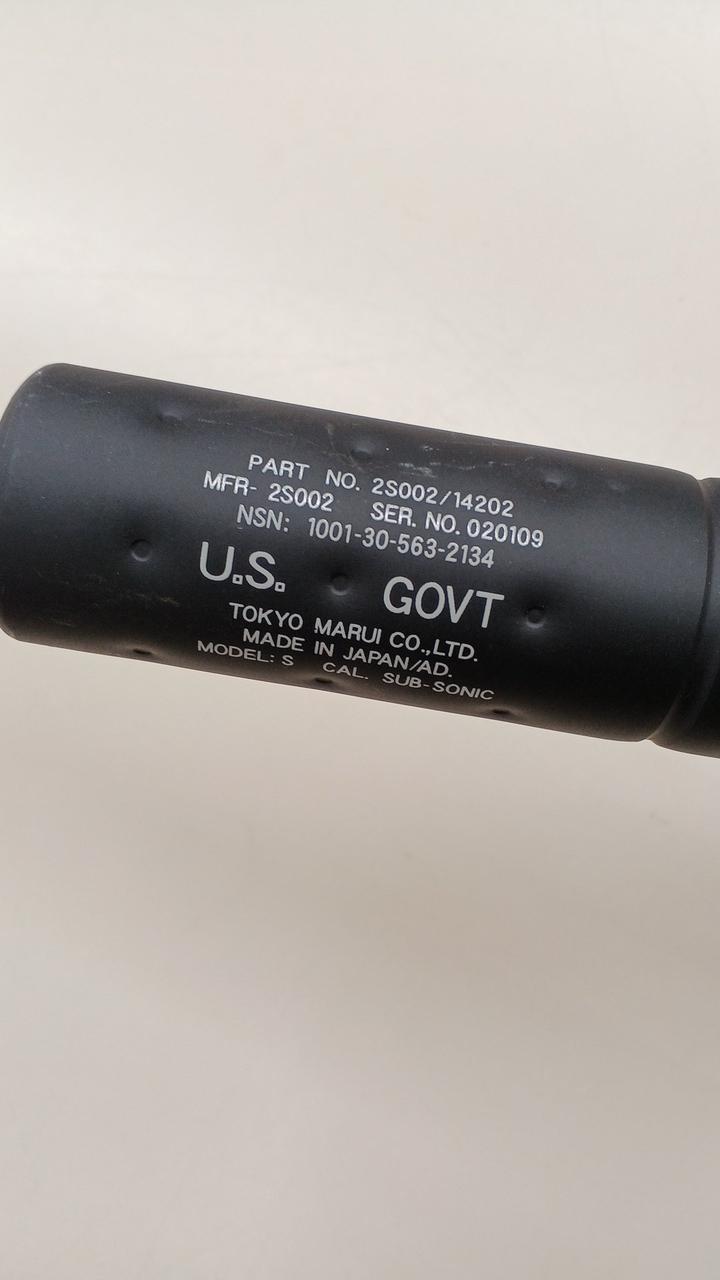 PART NO. 2S002/14202
MFR- 2S002 SER. NO. 020109
NSN: 1001-30-563-2134
U.S. GOVT
TOKYO MARUI CO.,LTD.
MADE IN JAPAN/AD.
MODEL: S CAL. SUB-SONIC